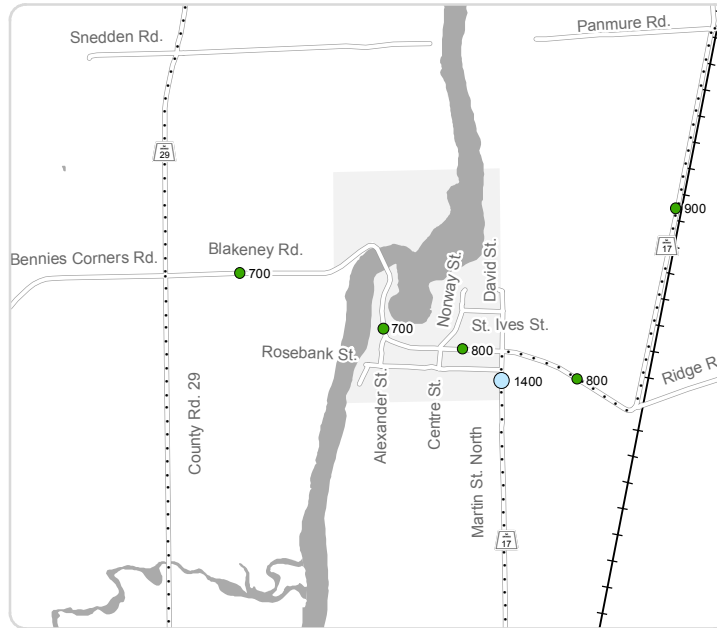 Snedden Rd.
Panmure Rd.
29
900
17
Bennies Corners Rd.
Blakeney Rd.
700
Norway St.
David St.
700
St. Ives St.
Rosebank St.
800
1400
800
Ridge R
County Rd. 29
Alexander St.
Centre St.
Martin St. North
17